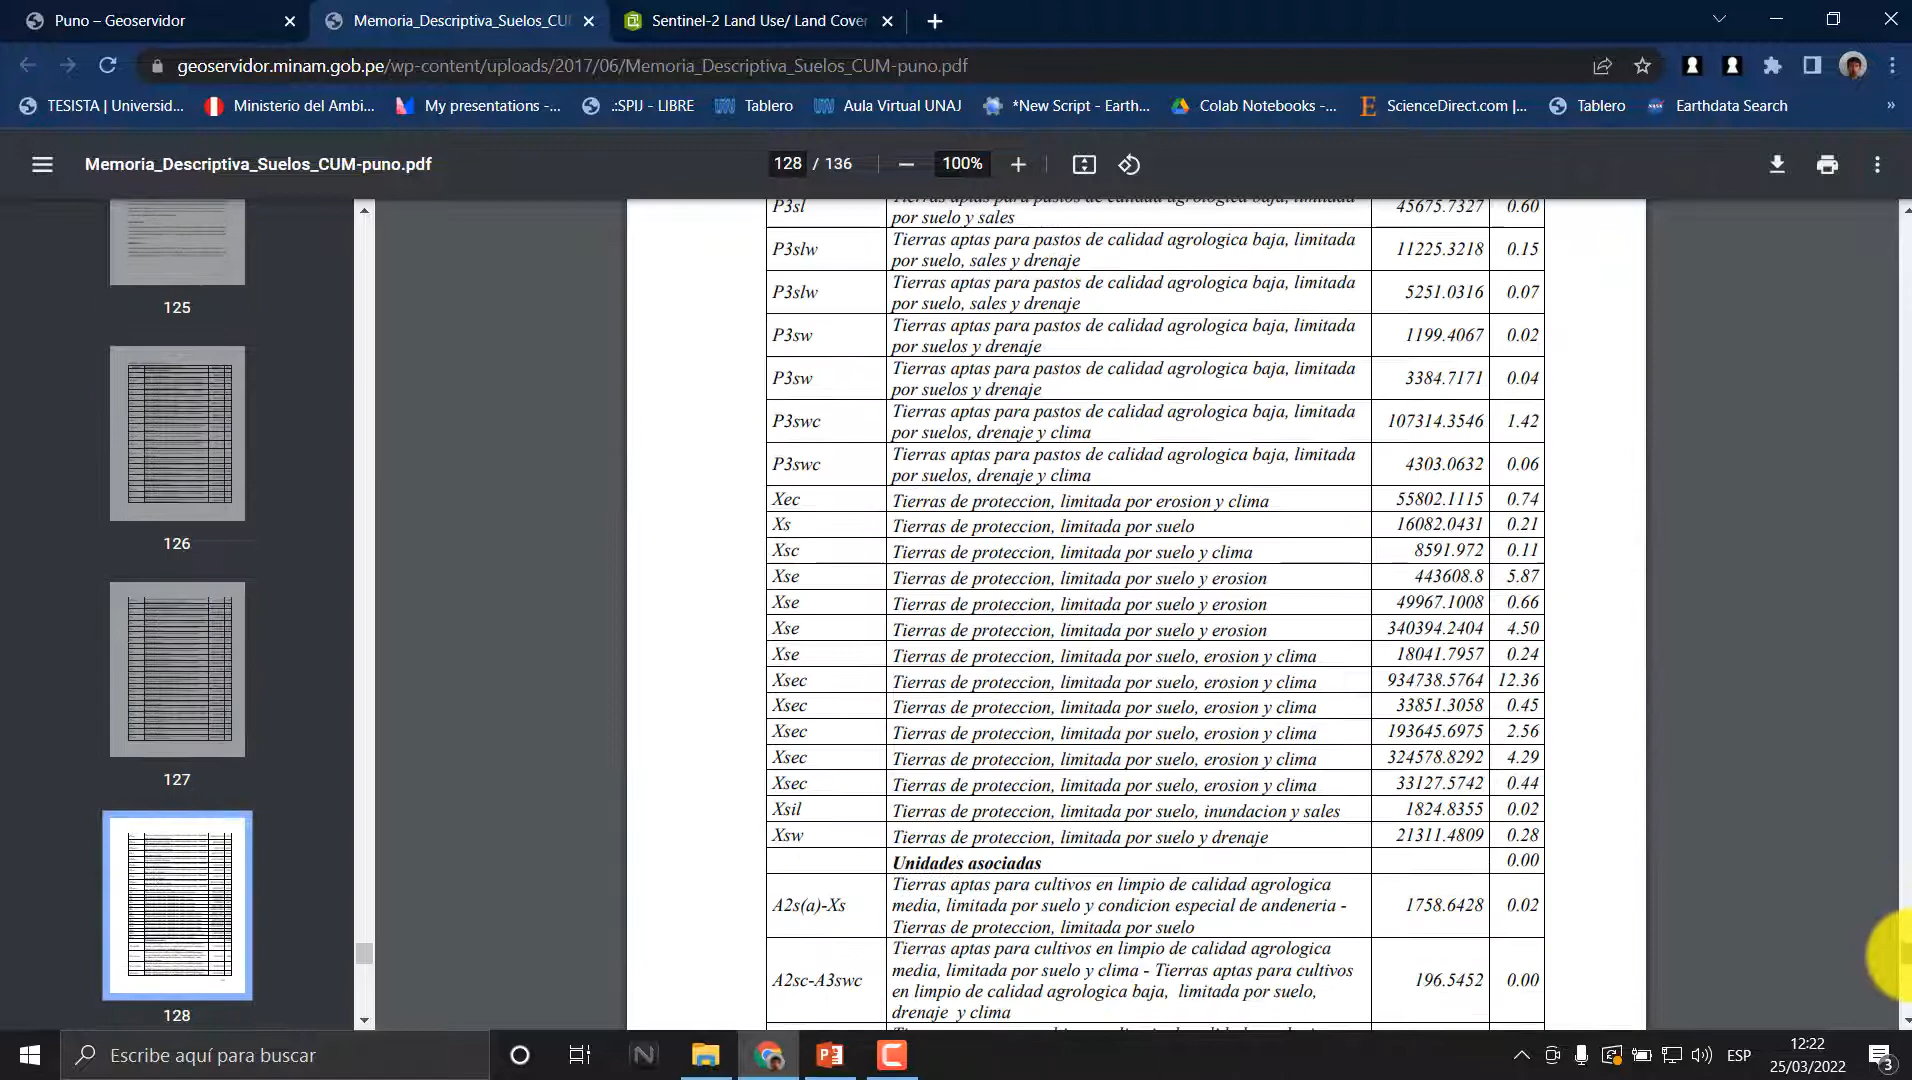 Puno – Geoservidor
Memoria_Descriptiva_Suelos_CU
Sentinel-2 Land Use/ Land Cover
geoservidor.minam.gob.pe/wp-content/uploads/2017/06/Memoria_Descriptiva_Suelos_CUM-puno.pdf
TESISTA | Universid...
Ministerio del Ambi...
My presentations -...
.:SPIJ - LIBRE
Tablero
Aula Virtual UNAJ
*New Script - Earth...
Colab Notebooks -...
ScienceDirect.com |...
Tablero
Earthdata Search
»
Memoria_Descriptiva_Suelos_CUM-puno.pdf
128 / 136
100%
125
126
127
128
P3sl Tierras aptas para pastos de calidad agrologica baja, limitada 45675.7327 0.60
por suelo y sales
P3slw Tierras aptas para pastos de calidad agrologica baja, limitada 11225.3218 0.15
por suelo, sales y drenaje
P3slw Tierras aptas para pastos de calidad agrologica baja, limitada 5251.0316 0.07
por suelo, sales y drenaje
P3sw Tierras aptas para pastos de calidad agrologica baja, limitada 1199.4067 0.02
por suelos y drenaje
P3sw Tierras aptas para pastos de calidad agrologica baja, limitada 3384.7171 0.04
por suelos y drenaje
P3swc Tierras aptas para pastos de calidad agrologica baja, limitada 107314.3546 1.42
por suelos, drenaje y clima
P3swc Tierras aptas para pastos de calidad agrologica baja, limitada 4303.0632 0.06
por suelos, drenaje y clima
Xec Tierras de proteccion, limitada por erosion y clima 55802.1115 0.74
Xs Tierras de proteccion, limitada por suelo 16082.0431 0.21
Xsc Tierras de proteccion, limitada por suelo y clima 8591.972 0.11
Xse Tierras de proteccion, limitada por suelo y erosion 443608.8 5.87
Xse Tierras de proteccion, limitada por suelo y erosion 49967.1008 0.66
Xse Tierras de proteccion, limitada por suelo y erosion 340394.2404 4.50
Xse Tierras de proteccion, limitada por suelo, erosion y clima 18041.7957 0.24
Xsec Tierras de proteccion, limitada por suelo, erosion y clima 934738.5764 12.36
Xsec Tierras de proteccion, limitada por suelo, erosion y clima 33851.3058 0.45
Xsec Tierras de proteccion, limitada por suelo, erosion y clima 193645.6975 2.56
Xsec Tierras de proteccion, limitada por suelo, erosion y clima 324578.8292 4.29
Xsec Tierras de proteccion, limitada por suelo, erosion y clima 33127.5742 0.44
Xsil Tierras de proteccion, limitada por suelo, inundacion y sales 1824.8355 0.02
Xsw Tierras de proteccion, limitada por suelo y drenaje 21311.4809 0.28
Unidades asociadas 0.00
Tierras aptas para cultivos en limpio de calidad agrologica
A2s(a)-Xs media, limitada por suelo y condicion especial de andeneria - 1758.6428 0.02
Tierras de proteccion, limitada por suelo
Tierras aptas para cultivos en limpio de calidad agrologica
media, limitada por suelo y clima - Tierras aptas para cultivos
A2sc-A3swc en limpio de calidad agrologica baja, limitada por suelo, 196.5452 0.00
drenaje y clima
Escribe aquí para buscar
ESP
12:22
25/03/2022
3